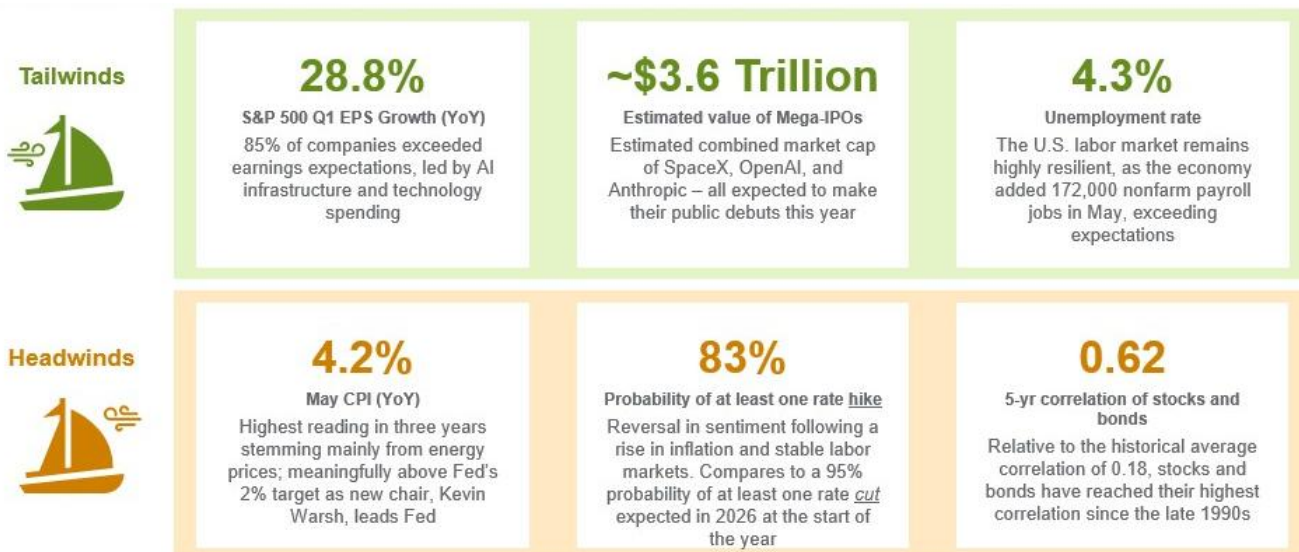 Tailwinds
28.8%
S&P 500 Q1 EPS Growth (YoY)
85% of companies exceeded
earnings expectations, led by AI
infrastructure and technology
spending
~$3.6 Trillion
Estimated value of Mega-IPOs
Estimated combined market cap
of SpaceX, OpenAI, and
Anthropic – all expected to make
their public debuts this year
4.3%
Unemployment rate
The U.S. labor market remains
highly resilient, as the economy
added 172,000 nonfarm payroll
jobs in May, exceeding
expectations
Headwinds
4.2%
May CPI (YoY)
Highest reading in three years
stemming mainly from energy
prices; meaningfully above Fed's
2% target as new chair, Kevin
Warsh, leads Fed
83%
Probability of at least one rate hike
Reversal in sentiment following a
rise in inflation and stable labor
markets. Compares to a 95%
probability of at least one rate cut
expected in 2026 at the start of
the year
0.62
5-yr correlation of stocks and
bonds
Relative to the historical average
correlation of 0.18, stocks and
bonds have reached their highest
correlation since the late 1990s